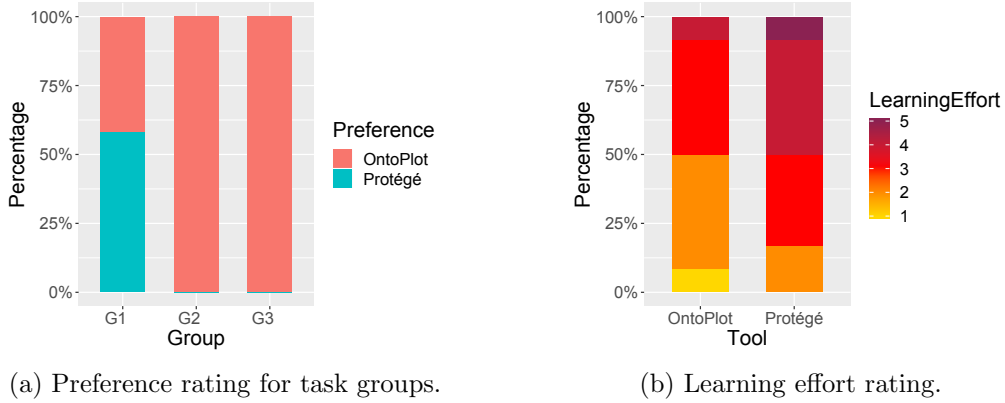 100%
75%
50%
25%
0%
Percentage
G1 G2 G3
Group
Preference
OntoPlot
Protégé
(a) Preference rating for task groups.
100%
75%
50%
25%
0%
Percentage
OntoPlot Protégé
Tool
LearningEffort
5
4
3
2
1
(b) Learning effort rating.